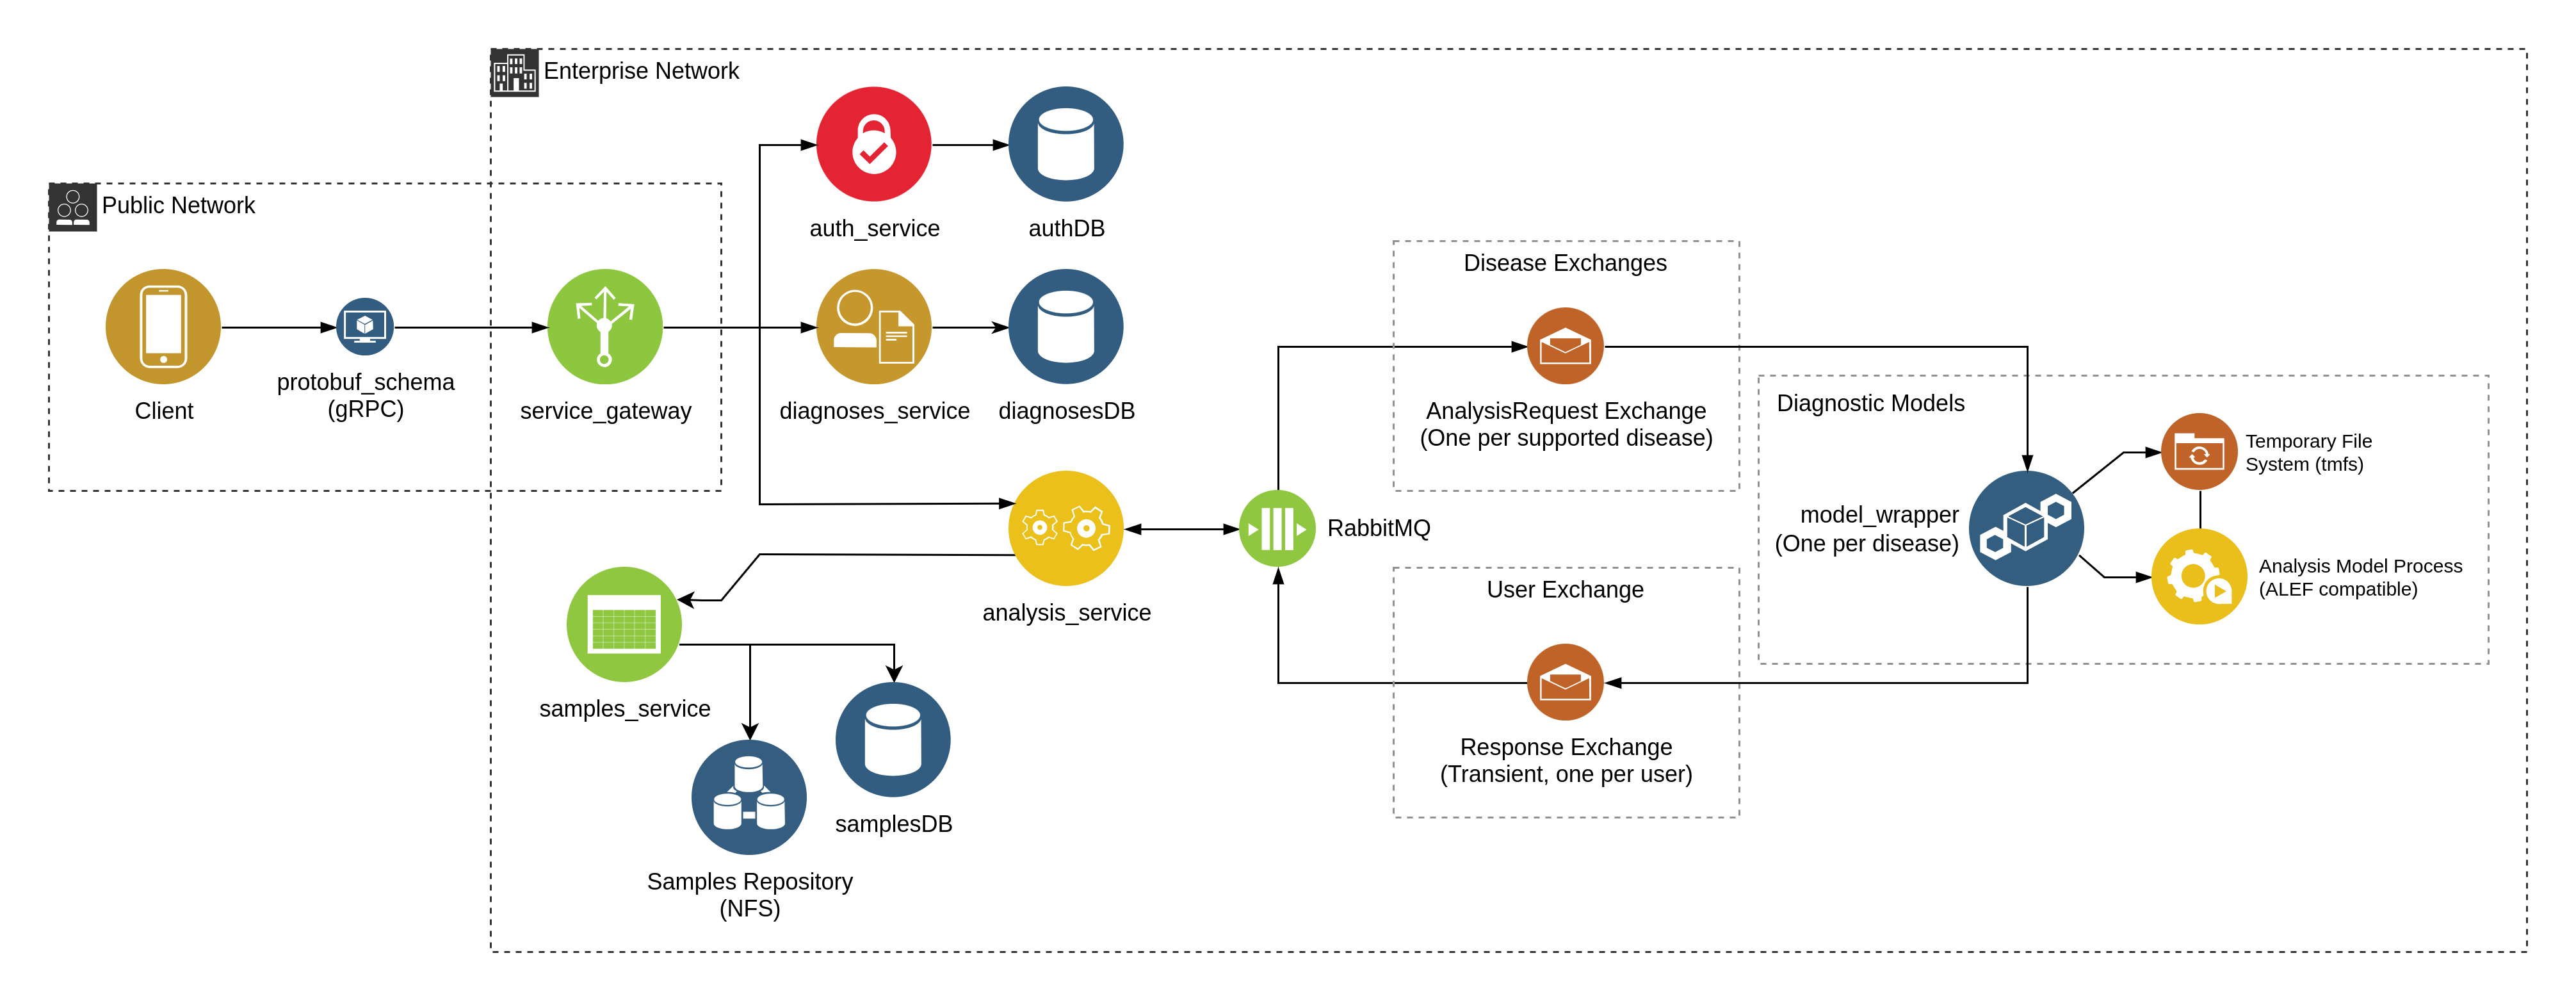 Enterprise Network
Public Network
auth_service
authDB
Client
protobuf_schema
(gRPC)
service_gateway
diagnoses_service
diagnosesDB
Disease Exchanges
AnalysisRequest Exchange
(One per supported disease)
Diagnostic Models
Temporary File
System (tmfs)
model_wrapper
(One per disease)
Analysis Model Process
(ALEF compatible)
RabbitMQ
analysis_service
User Exchange
Response Exchange
(Transient, one per user)
samples_service
samplesDB
Samples Repository
(NFS)